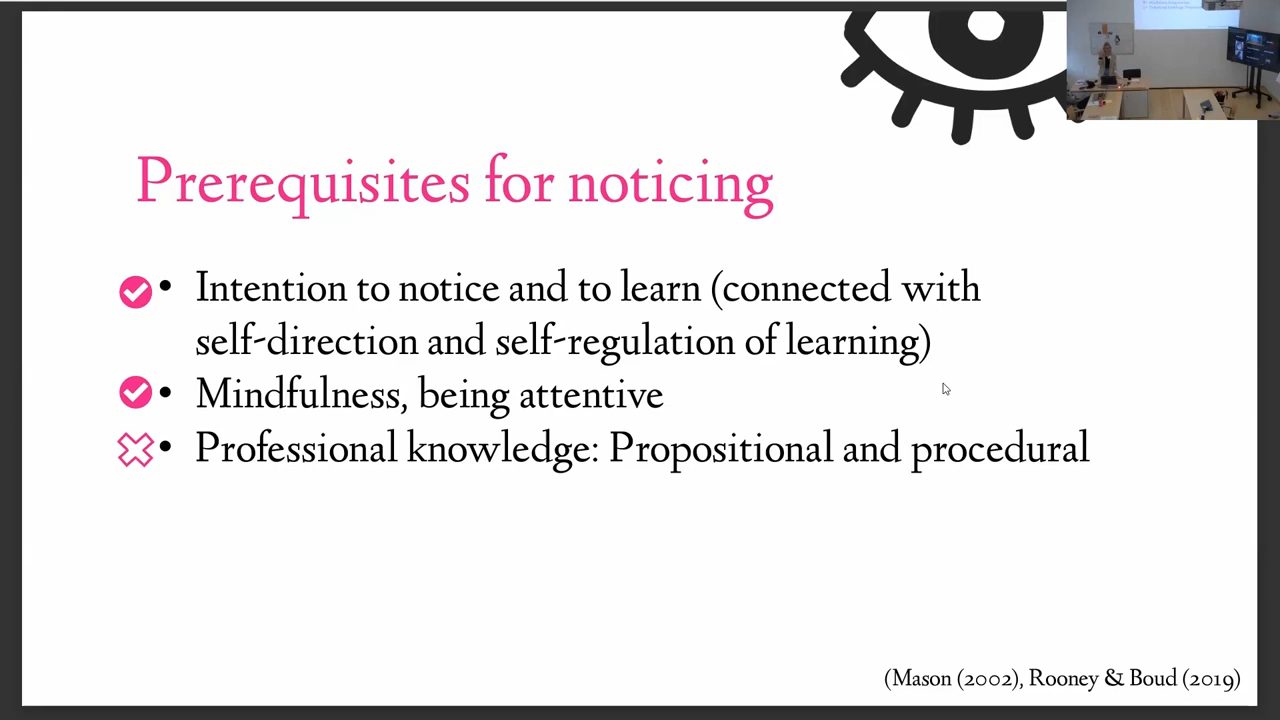 Prerequisites for noticing
• Intention to notice and to learn (connected with
self-direction and self-regulation of learning)
• Mindfulness, being attentive
• Professional knowledge: Propositional and procedural
(Mason (2002), Rooney & Boud (2019)